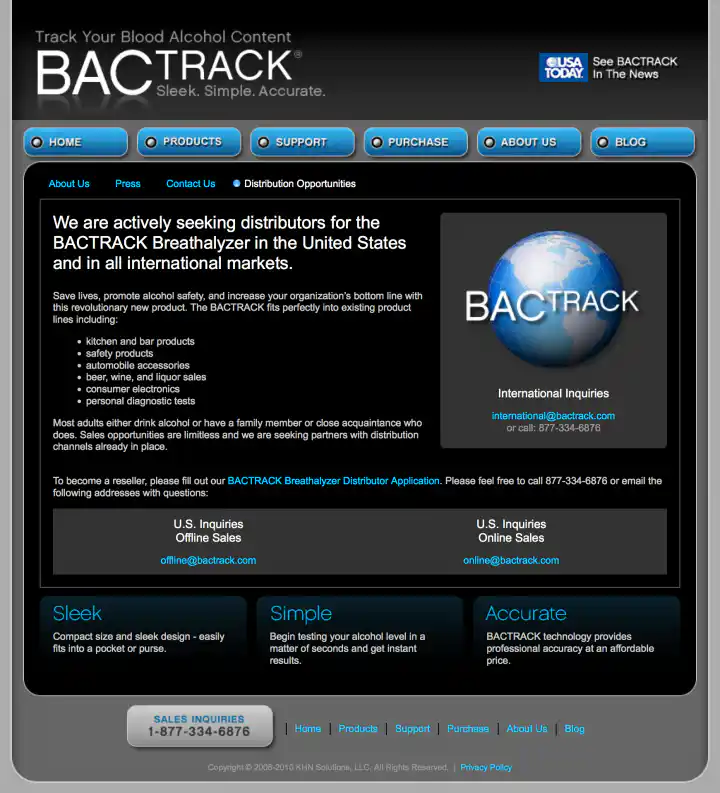 Track Your Blood Alcohol Content
BACTRACK®
Sleek. Simple. Accurate.
USA TODAY
See BACTRACK
In The News
HOME
PRODUCTS
SUPPORT
PURCHASE
ABOUT US
BLOG
About Us Press Contact Us Distribution Opportunities
We are actively seeking distributors for the
BACTRACK Breathalyzer in the United States
and in all international markets.
Save lives, promote alcohol safety, and increase your organization's bottom line with
this revolutionary new product. The BACTRACK fits perfectly into existing product
lines including:
• kitchen and bar products
• safety products
• automobile accessories
• beer, wine, and liquor sales
• consumer electronics
• personal diagnostic tests
Most adults either drink alcohol or have a family member or close acquaintance who
does. Sales opportunities are limitless and we are seeking partners with distribution
channels already in place.
BACTRACK
International Inquiries
international@bactrack.com
or call: 877-334-6876
To become a reseller, please fill out our BACTRACK Breathalyzer Distributor Application. Please feel free to call 877-334-6876 or email the
following addresses with questions:
U.S. Inquiries
Offline Sales
offline@bactrack.com
U.S. Inquiries
Online Sales
online@bactrack.com
Sleek
Compact size and sleek design - easily
fits into a pocket or purse.
Simple
Begin testing your alcohol level in a
matter of seconds and get instant
results.
Accurate
BACTRACK technology provides
professional accuracy at an affordable
price.
SALES INQUIRIES
1-877-334-6876
| Home | Products | Support | Purchase | About Us | Blog
Copyright © 2008-2010 KHN Solutions, LLC. All Rights Reserved. | Privacy Policy